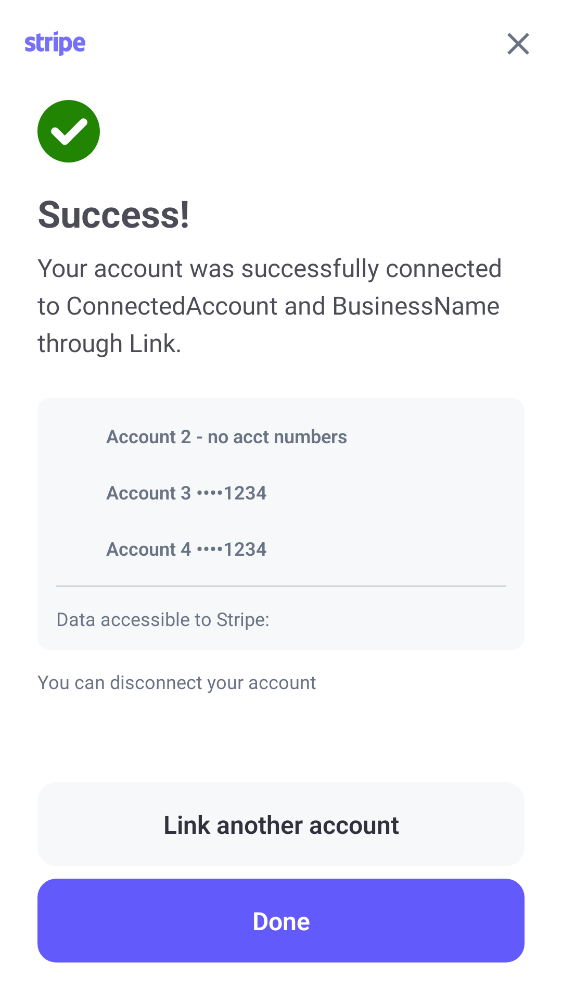 stripe
Success!
Your account was successfully connected
to ConnectedAccount and BusinessName
through Link.
Account 2 - no acct numbers
Account 3 ••••1234
Account 4 ••••1234
Data accessible to Stripe:
You can disconnect your account
Link another account
Done